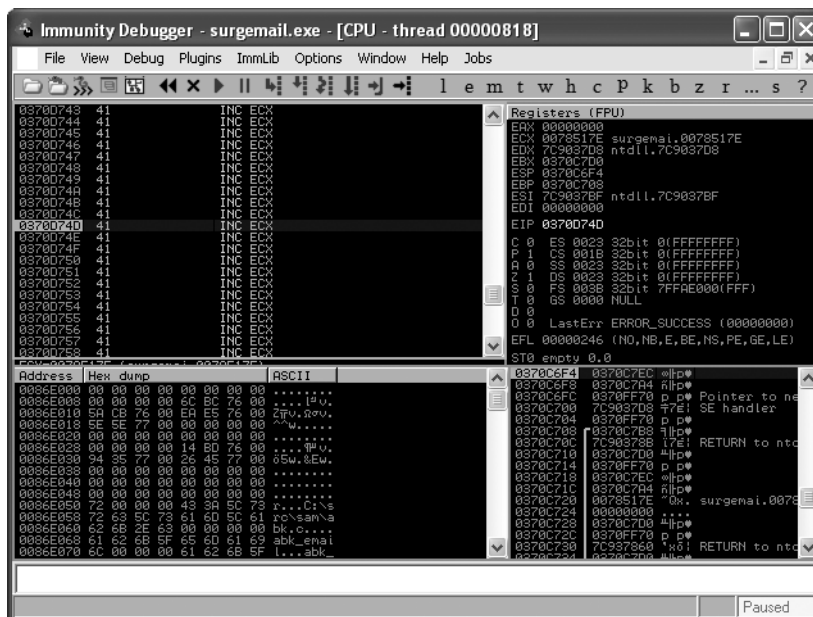 Immunity Debugger - surgemail.exe - [CPU - thread 00000818]
File View Debug Plugins ImmLib Options Window Help Jobs
l e m t w h c P k b z r ... s ?
0370D743 41 INC ECX
0370D744 41 INC ECX
0370D745 41 INC ECX
0370D746 41 INC ECX
0370D747 41 INC ECX
0370D748 41 INC ECX
0370D749 41 INC ECX
0370D74A 41 INC ECX
0370D74B 41 INC ECX
0370D74C 41 INC ECX
0370D74D 41 INC ECX
0370D74E 41 INC ECX
0370D74F 41 INC ECX
0370D750 41 INC ECX
0370D751 41 INC ECX
0370D752 41 INC ECX
0370D753 41 INC ECX
0370D754 41 INC ECX
0370D755 41 INC ECX
0370D756 41 INC ECX
0370D757 41 INC ECX
0370D758 41 INC ECX
Registers (FPU)
EAX 00000000
ECX 0078517E surgemai.0078517E
EDX 7C9037D8 ntdll.7C9037D8
EBX 0370C7D0
ESP 0370C6F4
EBP 0370C708
ESI 7C9037BF ntdll.7C9037BF
EDI 00000000
EIP 0370D74D
C 0 ES 0023 32bit 0(FFFFFFFF)
P 1 CS 001B 32bit 0(FFFFFFFF)
A 0 SS 0023 32bit 0(FFFFFFFF)
Z 1 DS 0023 32bit 0(FFFFFFFF)
S 0 FS 003B 32bit 7FFAE000(FFF)
T 0 GS 0000 NULL
D 0
O 0 LastErr ERROR_SUCCESS (00000000)
EFL 00000246 (NO,NB,E,BE,NS,PE,GE,LE)
ST0 empty 0.0
Address Hex dump ASCII
0086E000 00 00 00 00 00 00 00 00 ........
0086E008 00 00 00 00 6C BC 76 00
0086E010 5A CB 76 00 EA E5 76 00
0086E018 5E 5E 77 00 00 00 00 00 ^^w.....
0086E020 00 00 00 00 00 00 00 00 ........
0086E028 00 00 00 00 14 BD 76 00
0086E030 94 35 77 00 26 45 77 00 ö5w.&Ew.
0086E038 00 00 00 00 00 00 00 00 ........
0086E040 00 00 00 00 00 00 00 00 ........
0086E048 00 00 00 00 00 00 00 00 ........
0086E050 72 00 00 00 43 3A 5C 73 r...C:\s
0086E058 72 63 5C 73 61 6D 5C 61 rc\sam\a
0086E060 62 6B 2E 63 00 00 00 00 bk.c....
0086E068 61 62 6B 5F 65 6D 61 69 abk_emai
0086E070 6C 00 00 00 61 62 6B 5F l...abk_
0370C6F4 0370C7EC
0370C6F8 0370C7A4
0370C6FC 0370FF70 Pointer to ne
0370C700 7C9037D8 SE handler
0370C704 0370FF70
0370C708 0370C7B8
0370C70C 7C90378B RETURN to ntc
0370C710 0370C7D0
0370C714 0370FF70
0370C718 0370C7EC
0370C71C 0370C7A4
0370C720 0078517E surgemai.0078
0370C724 00000000 ....
0370C728 0370C7D0
0370C72C 0370FF70
0370C730 7C937860 RETURN to ntc
Paused